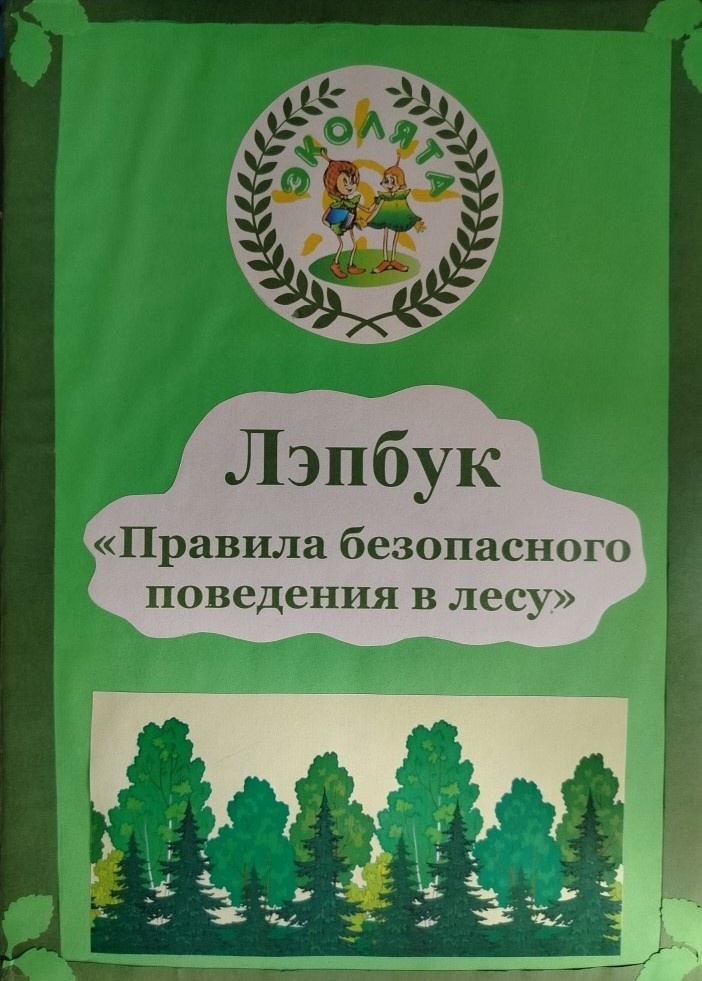 ЭКОЛЯТА
Лэпбук
«Правила безопасного
поведения в лесу»